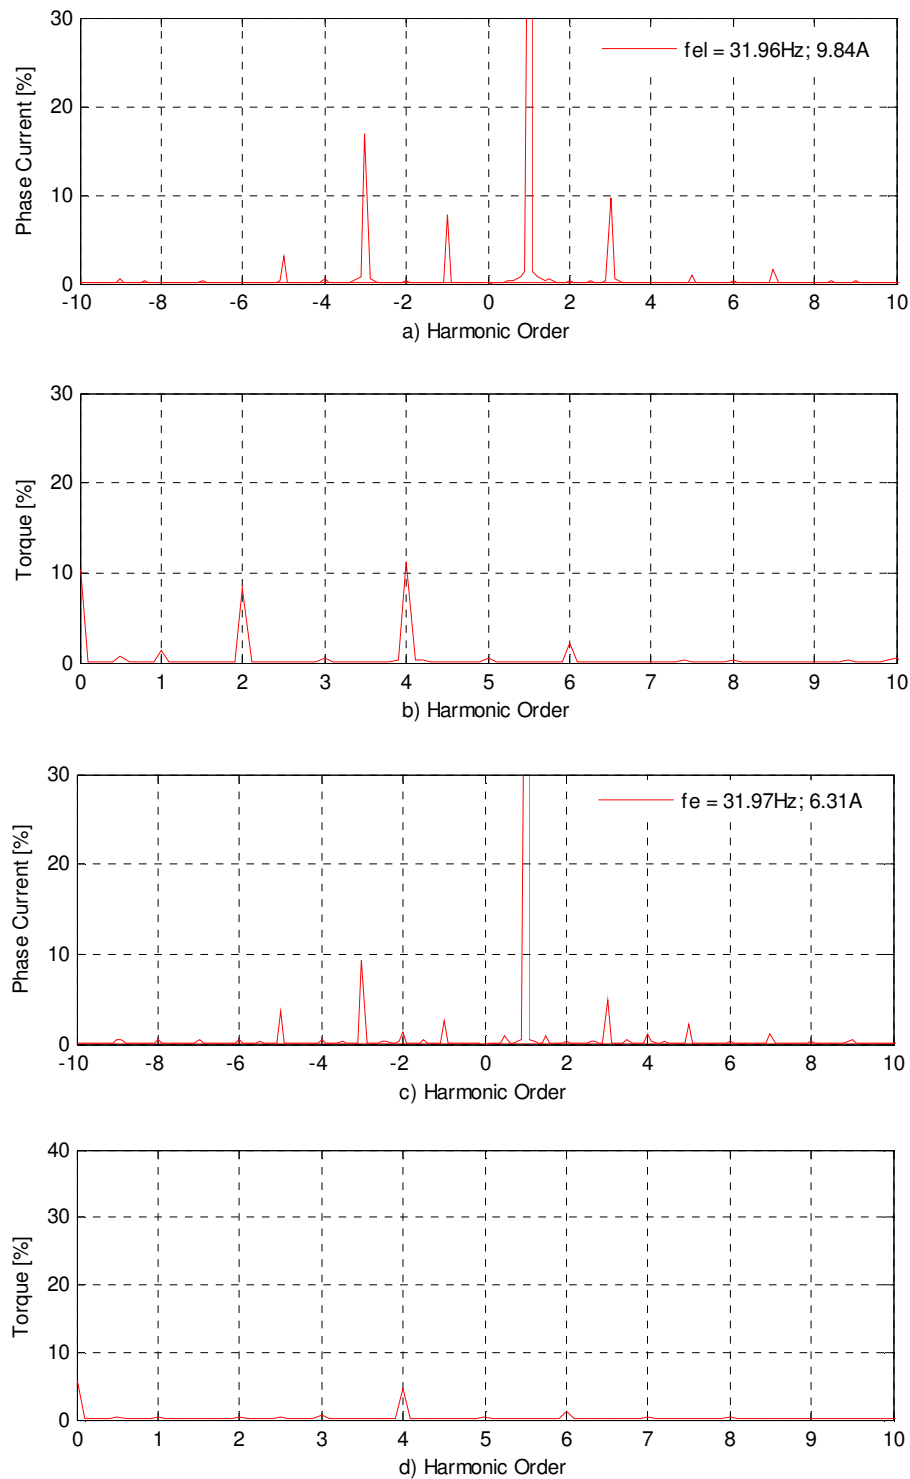 30
fel = 31.96Hz; 9.84A
20
Phase Current [%]
10
0
-10 -8 -6 -4 -2 0 2 4 6 8 10
a) Harmonic Order
30
20
Torque [%]
10
0
0 1 2 3 4 5 6 7 8 9 10
b) Harmonic Order
30
fe = 31.97Hz; 6.31A
20
Phase Current [%]
10
0
-10 -8 -6 -4 -2 0 2 4 6 8 10
c) Harmonic Order
40
30
Torque [%]
20
10
0
0 1 2 3 4 5 6 7 8 9 10
d) Harmonic Order